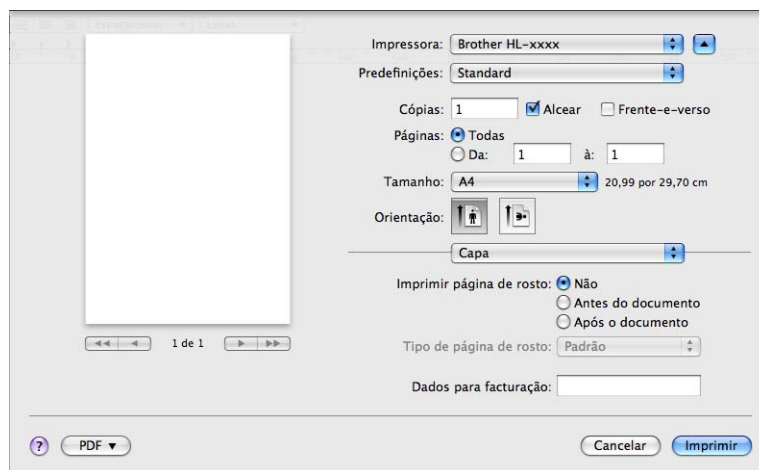 Impressora: Brother HL-xxxx
Predefinições: Standard
Cópias: 1 Alcear Frente-e-verso
Páginas: Todas
Da: 1 à: 1
Tamanho: A4 20,99 por 29,70 cm
Orientação:
Capa
Imprimir página de rosto: Não
Antes do documento
Após o documento
1 de 1
Tipo de página de rosto: Padrão
Dados para facturação:
? PDF Cancelar Imprimir